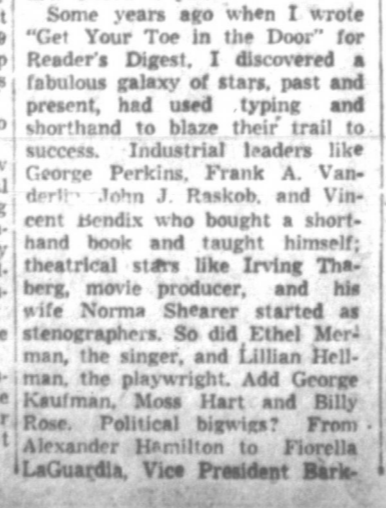 Some years ago when I wrote
"Get Your Toe in the Door" for
Reader's Digest, I discovered a
fabulous galaxy of stars, past and
present, had used typing and
shorthand to blaze their trail to
success. Industrial leaders like
George Perkins, Frank A. Van-
John J. Raskob, and Vin-
cent Bendix who bought a short-
hand book and taught himself;
theatrical stars like Irving Tha-
berg, movie producer, and his
wife Norma Shearer started as
stenographers. So did Ethel Mer-
man, the singer, and Lillian Hell-
man, the playwright. Add George
Kaufman, Moss Hart and Billy
Rose. Political bigwigs? From
Alexander Hamilton to Fiorella
LaGuardia, Vice President Bark-